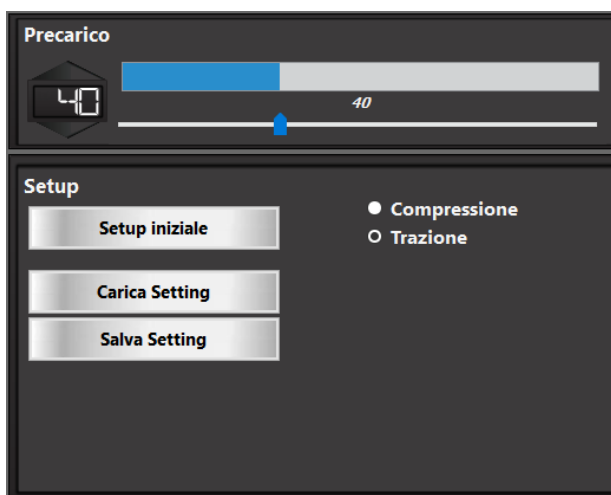 Precarico
40
40
Setup
Setup iniziale
Compressione
Trazione
Carica Setting
Salva Setting